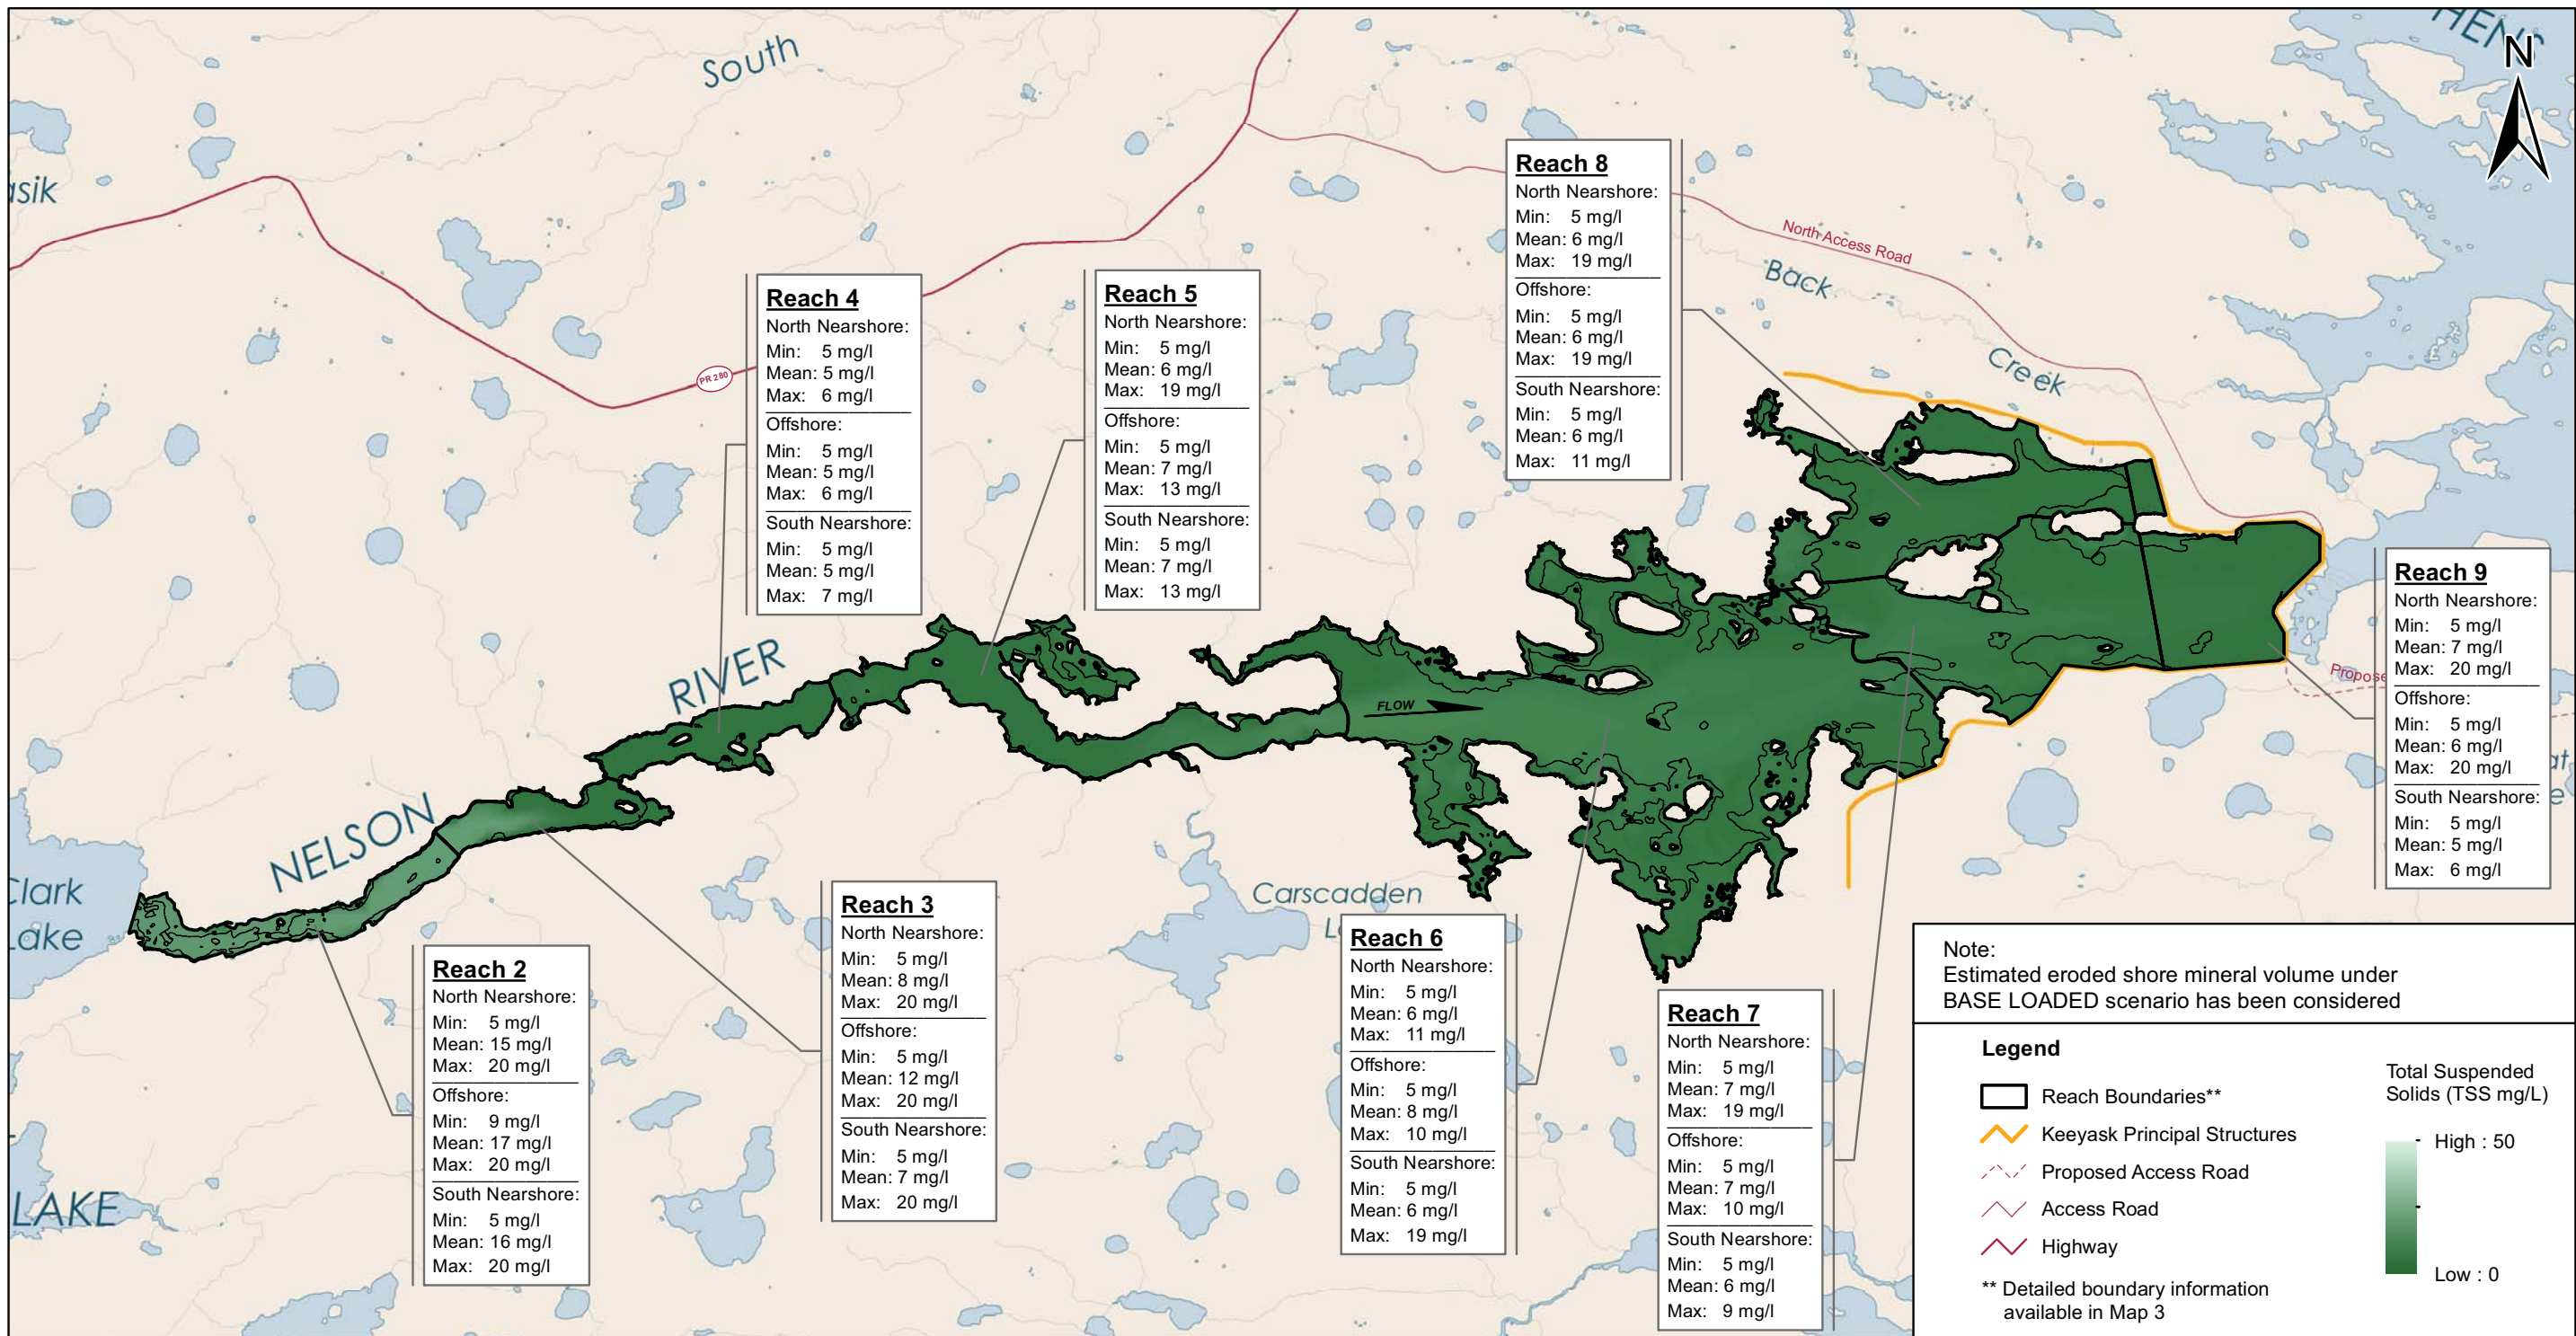 South
HENS
N
asik
North Access Road
Back
Creek
PR 280
RIVER
NELSON
Clark
Lake
FLOW
Carscadden
L
Propose
at
e
LAKE
Reach 8
North Nearshore:
Min: 5 mg/l
Mean: 6 mg/l
Max: 19 mg/l
Offshore:
Min: 5 mg/l
Mean: 6 mg/l
Max: 19 mg/l
South Nearshore:
Min: 5 mg/l
Mean: 6 mg/l
Max: 11 mg/l
Reach 4
North Nearshore:
Min: 5 mg/l
Mean: 5 mg/l
Max: 6 mg/l
Offshore:
Min: 5 mg/l
Mean: 5 mg/l
Max: 6 mg/l
South Nearshore:
Min: 5 mg/l
Mean: 5 mg/l
Max: 7 mg/l
Reach 5
North Nearshore:
Min: 5 mg/l
Mean: 6 mg/l
Max: 19 mg/l
Offshore:
Min: 5 mg/l
Mean: 7 mg/l
Max: 13 mg/l
South Nearshore:
Min: 5 mg/l
Mean: 7 mg/l
Max: 13 mg/l
Reach 9
North Nearshore:
Min: 5 mg/l
Mean: 7 mg/l
Max: 20 mg/l
Offshore:
Min: 5 mg/l
Mean: 6 mg/l
Max: 20 mg/l
South Nearshore:
Min: 5 mg/l
Mean: 5 mg/l
Max: 6 mg/l
Reach 2
North Nearshore:
Min: 5 mg/l
Mean: 15 mg/l
Max: 20 mg/l
Offshore:
Min: 9 mg/l
Mean: 17 mg/l
Max: 20 mg/l
South Nearshore:
Min: 5 mg/l
Mean: 16 mg/l
Max: 20 mg/l
Reach 3
North Nearshore:
Min: 5 mg/l
Mean: 8 mg/l
Max: 20 mg/l
Offshore:
Min: 5 mg/l
Mean: 12 mg/l
Max: 20 mg/l
South Nearshore:
Min: 5 mg/l
Mean: 7 mg/l
Max: 20 mg/l
Reach 6
North Nearshore:
Min: 5 mg/l
Mean: 6 mg/l
Max: 11 mg/l
Offshore:
Min: 5 mg/l
Mean: 8 mg/l
Max: 10 mg/l
South Nearshore:
Min: 5 mg/l
Mean: 6 mg/l
Max: 19 mg/l
Reach 7
North Nearshore:
Min: 5 mg/l
Mean: 7 mg/l
Max: 19 mg/l
Offshore:
Min: 5 mg/l
Mean: 7 mg/l
Max: 10 mg/l
South Nearshore:
Min: 5 mg/l
Mean: 6 mg/l
Max: 9 mg/l
Note:
Estimated eroded shore mineral volume under
BASE LOADED scenario has been considered
Legend
Reach Boundaries**
Keeyask Principal Structures
Proposed Access Road
Access Road
Highway
** Detailed boundary information
available in Map 3
Total Suspended
Solids (TSS mg/L)
High : 50
Low : 0